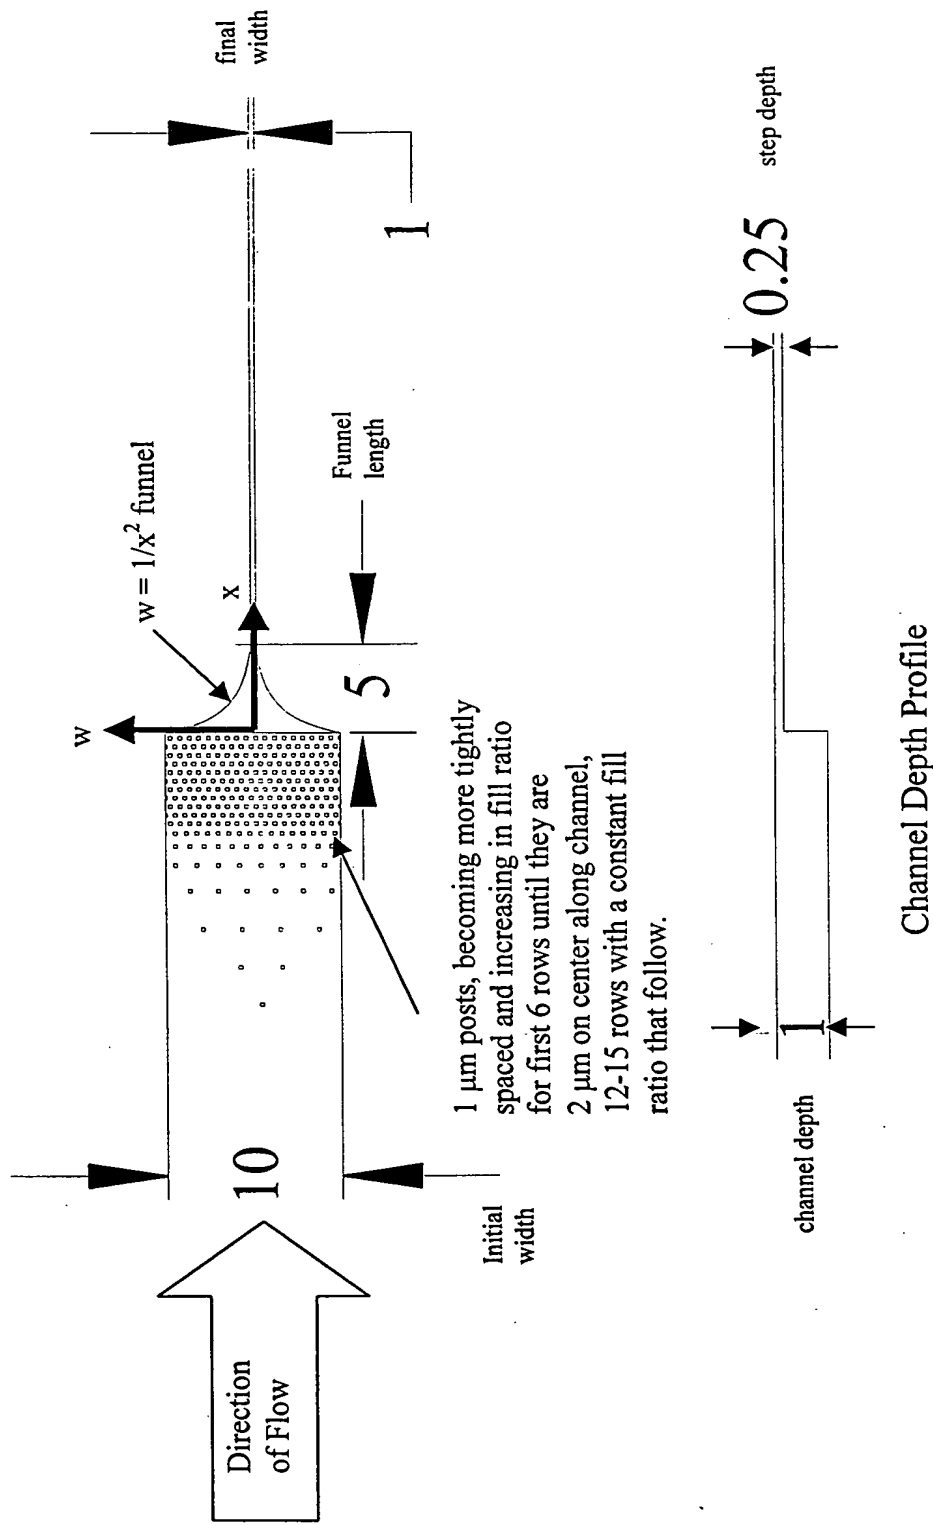 final
width
w = 1/x² funnel
x
w
1
Funnel
length
5
1 µm posts, becoming more tightly
spaced and increasing in fill ratio
for first 6 rows until they are
2 µm on center along channel,
12-15 rows with a constant fill
ratio that follow.
10
Initial
width
Direction
of Flow
step depth
0.25
1
channel depth
Channel Depth Profile